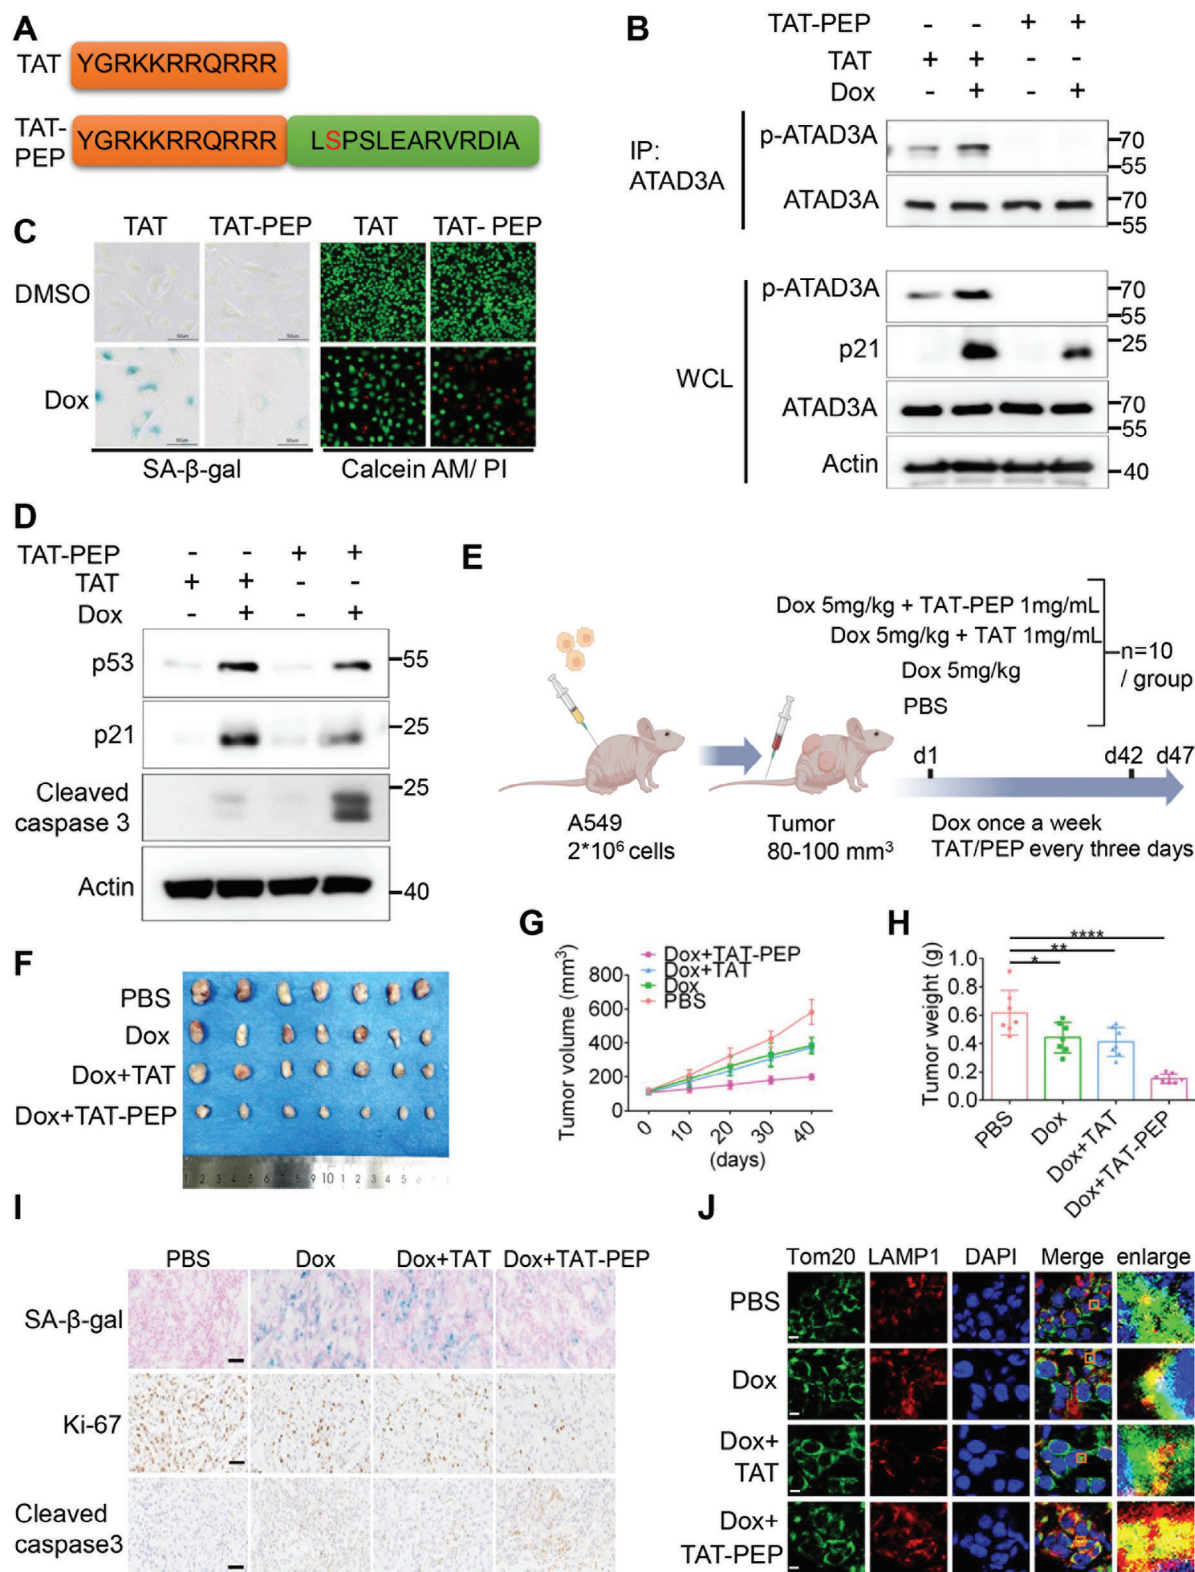 A
TAT YGRKKRRQRRR
TAT-
PEP YGRKKRRQRRR LSPSLEARVRDIA
B
TAT-PEP - - + +
TAT + + - -
Dox - + - +
IP:
ATAD3A
p-ATAD3A 70
55
ATAD3A 70
55
WCL
p-ATAD3A 70
55
p21 25
ATAD3A 70
55
Actin 40
C
TAT TAT-PEP TAT TAT- PEP
DMSO
Dox
SA-β-gal Calcein AM/ PI
D
TAT-PEP - - + +
TAT + + - -
Dox - + - +
p53 55
p21 25
Cleaved
caspase 3 25
Actin 40
E
Dox 5mg/kg + TAT-PEP 1mg/mL
Dox 5mg/kg + TAT 1mg/mL
Dox 5mg/kg
PBS
n=10
/ group
d1 d42 d47
A549
2*10⁶ cells
Tumor
80-100 mm³
Dox once a week
TAT/PEP every three days
F
PBS
Dox
Dox+TAT
Dox+TAT-PEP
G
Tumor volume (mm³)
800
600
400
200
0
Dox+TAT-PEP
Dox+TAT
Dox
PBS
0 10 20 30 40
(days)
H
Tumor weight (g)
1.0
0.8
0.6
0.4
0.2
0.0
****
**
*
PBS
Dox
Dox+TAT
Dox+TAT-PEP
I
PBS Dox Dox+TAT Dox+TAT-PEP
SA-β-gal
Ki-67
Cleaved
caspase3
J
Tom20 LAMP1 DAPI Merge enlarge
PBS
Dox
Dox+
TAT
Dox+
TAT-PEP